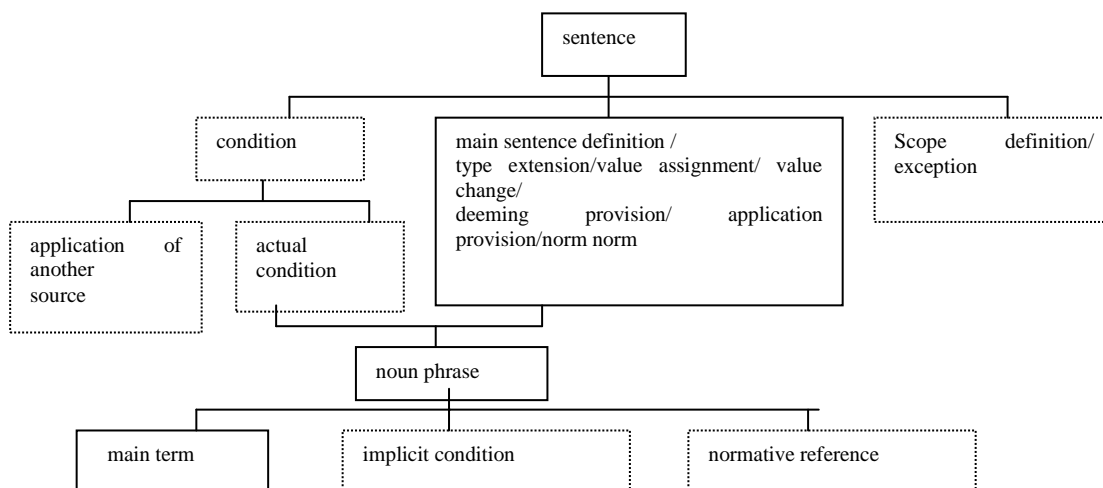 sentence
condition
main sentence definition /
type extension/value assignment/ value
change/
deeming provision/ application
provision/norm norm
Scope definition/
exception
application of
another
source
actual
condition
noun phrase
main term
implicit condition
normative reference